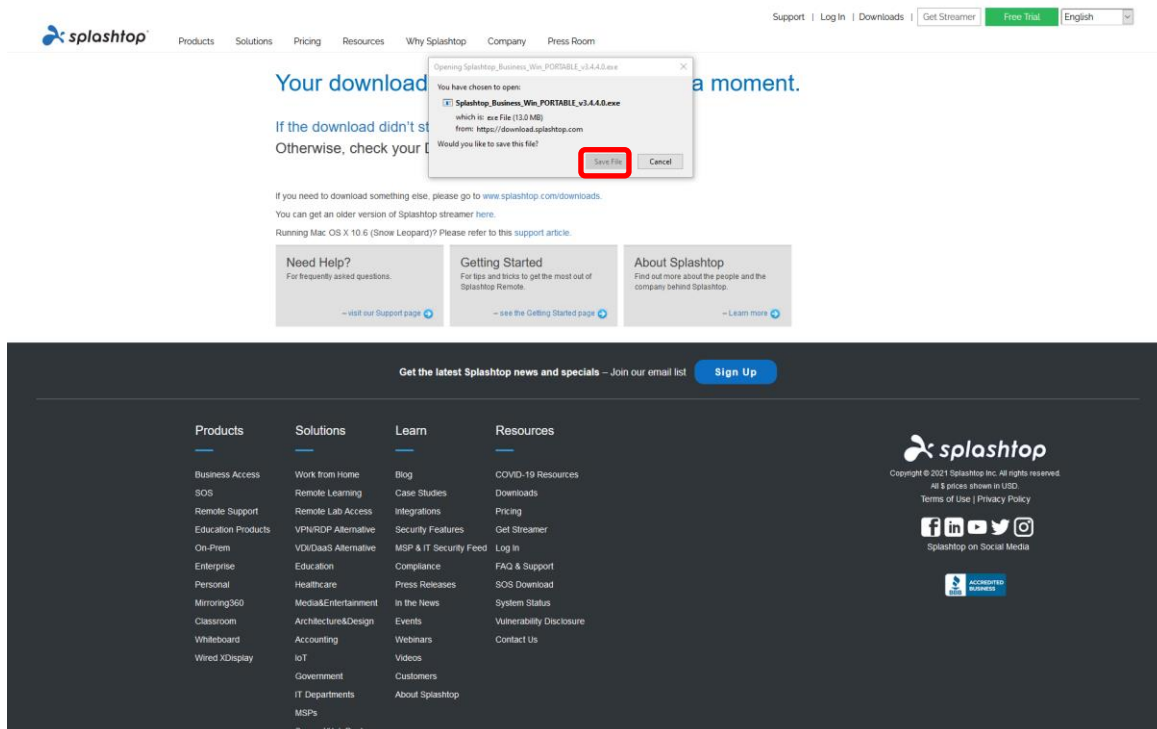 Support | Log In | Downloads | Get Streamer Free Trial English
splashtop
Products Solutions Pricing Resources Why Splashtop Company Press Room
Your download a moment.
If the download didn't st
Otherwise, check your D
Opening Splashtop_Business_Win_PORTABLE_v3.4.4.0.exe
You have chosen to open:
Splashtop_Business_Win_PORTABLE_v3.4.4.0.exe
which is: exe File (13.0 MB)
from: https://download.splashtop.com
Would you like to save this file?
Save File Cancel
If you need to download something else, please go to www.splashtop.com/downloads.
You can get an older version of Splashtop streamer here.
Running Mac OS X 10.6 (Snow Leopard)? Please refer to this support article.
Need Help?
For frequently asked questions.
– visit our Support page
Getting Started
For tips and tricks to get the most out of
Splashtop Remote.
– see the Getting Started page
About Splashtop
Find out more about the people and the
company behind Splashtop.
– Learn more
Get the latest Splashtop news and specials – Join our email list Sign Up
Products
Business Access
SOS
Remote Support
Education Products
On-Prem
Enterprise
Personal
Mirroring360
Classroom
Whiteboard
Wired XDisplay
Solutions
Work from Home
Remote Learning
Remote Lab Access
VPN/RDP Alternative
VDI/DaaS Alternative
Education
Healthcare
Media&Entertainment
Architecture&Design
Accounting
IoT
Government
IT Departments
MSPs
Learn
Blog
Case Studies
Integrations
Security Features
MSP & IT Security Feed
Compliance
Press Releases
In the News
Events
Webinars
Videos
Customers
About Splashtop
Resources
COVID-19 Resources
Downloads
Pricing
Get Streamer
Log In
FAQ & Support
SOS Download
System Status
Vulnerability Disclosure
Contact Us
splashtop
Copyright © 2021 Splashtop Inc. All rights reserved.
All $ prices shown in USD.
Terms of Use | Privacy Policy
Splashtop on Social Media
BBB
ACCREDITED
BUSINESS